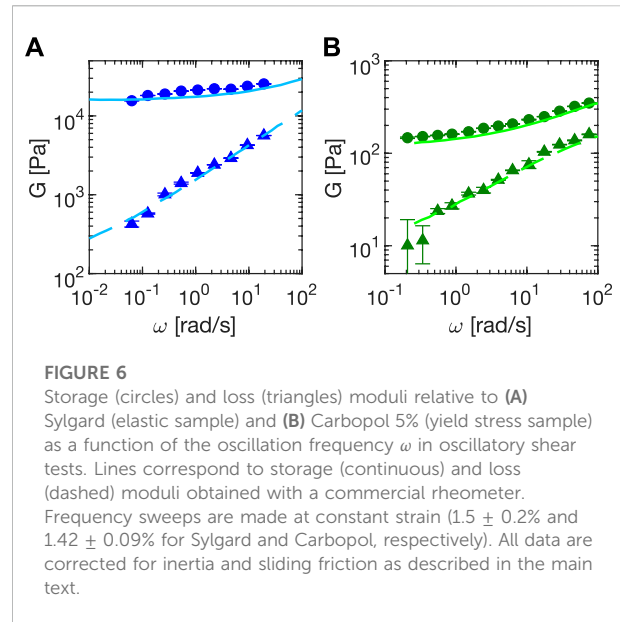 A
B
10^4
10^3
10^2
G [Pa]
10^-2 10^-1 10^0 10^1 10^2
ω [rad/s]
10^3
10^2
10^1
G [Pa]
10^-1 10^0 10^1 10^2
ω [rad/s]
FIGURE 6
Storage (circles) and loss (triangles) moduli relative to (A)
Sylgard (elastic sample) and (B) Carbopol 5% (yield stress sample)
as a function of the oscillation frequency ω in oscillatory shear
tests. Lines correspond to storage (continuous) and loss
(dashed) moduli obtained with a commercial rheometer.
Frequency sweeps are made at constant strain (1.5 ± 0.2% and
1.42 ± 0.09% for Sylgard and Carbopol, respectively). All data are
corrected for inertia and sliding friction as described in the main
text.